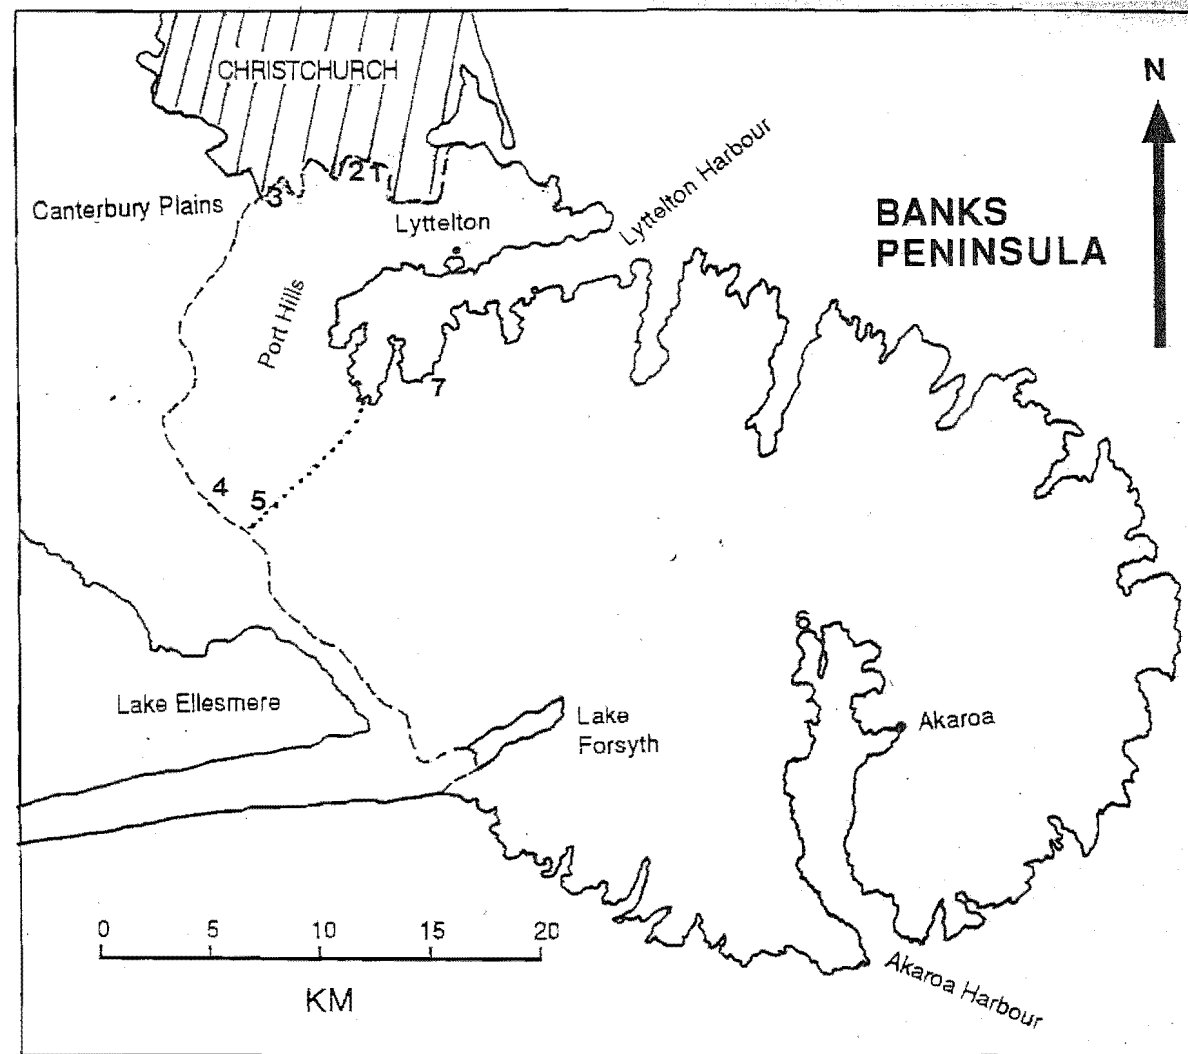 CHRISTCHURCH
N
2 1
3
Canterbury Plains
Lyttelton
Lyttelton Harbour
BANKS
PENINSULA
Port Hills
7
4
5
6
Lake Ellesmere
Lake
Forsyth
Akaroa
0 5 10 15 20
KM
Akaroa Harbour